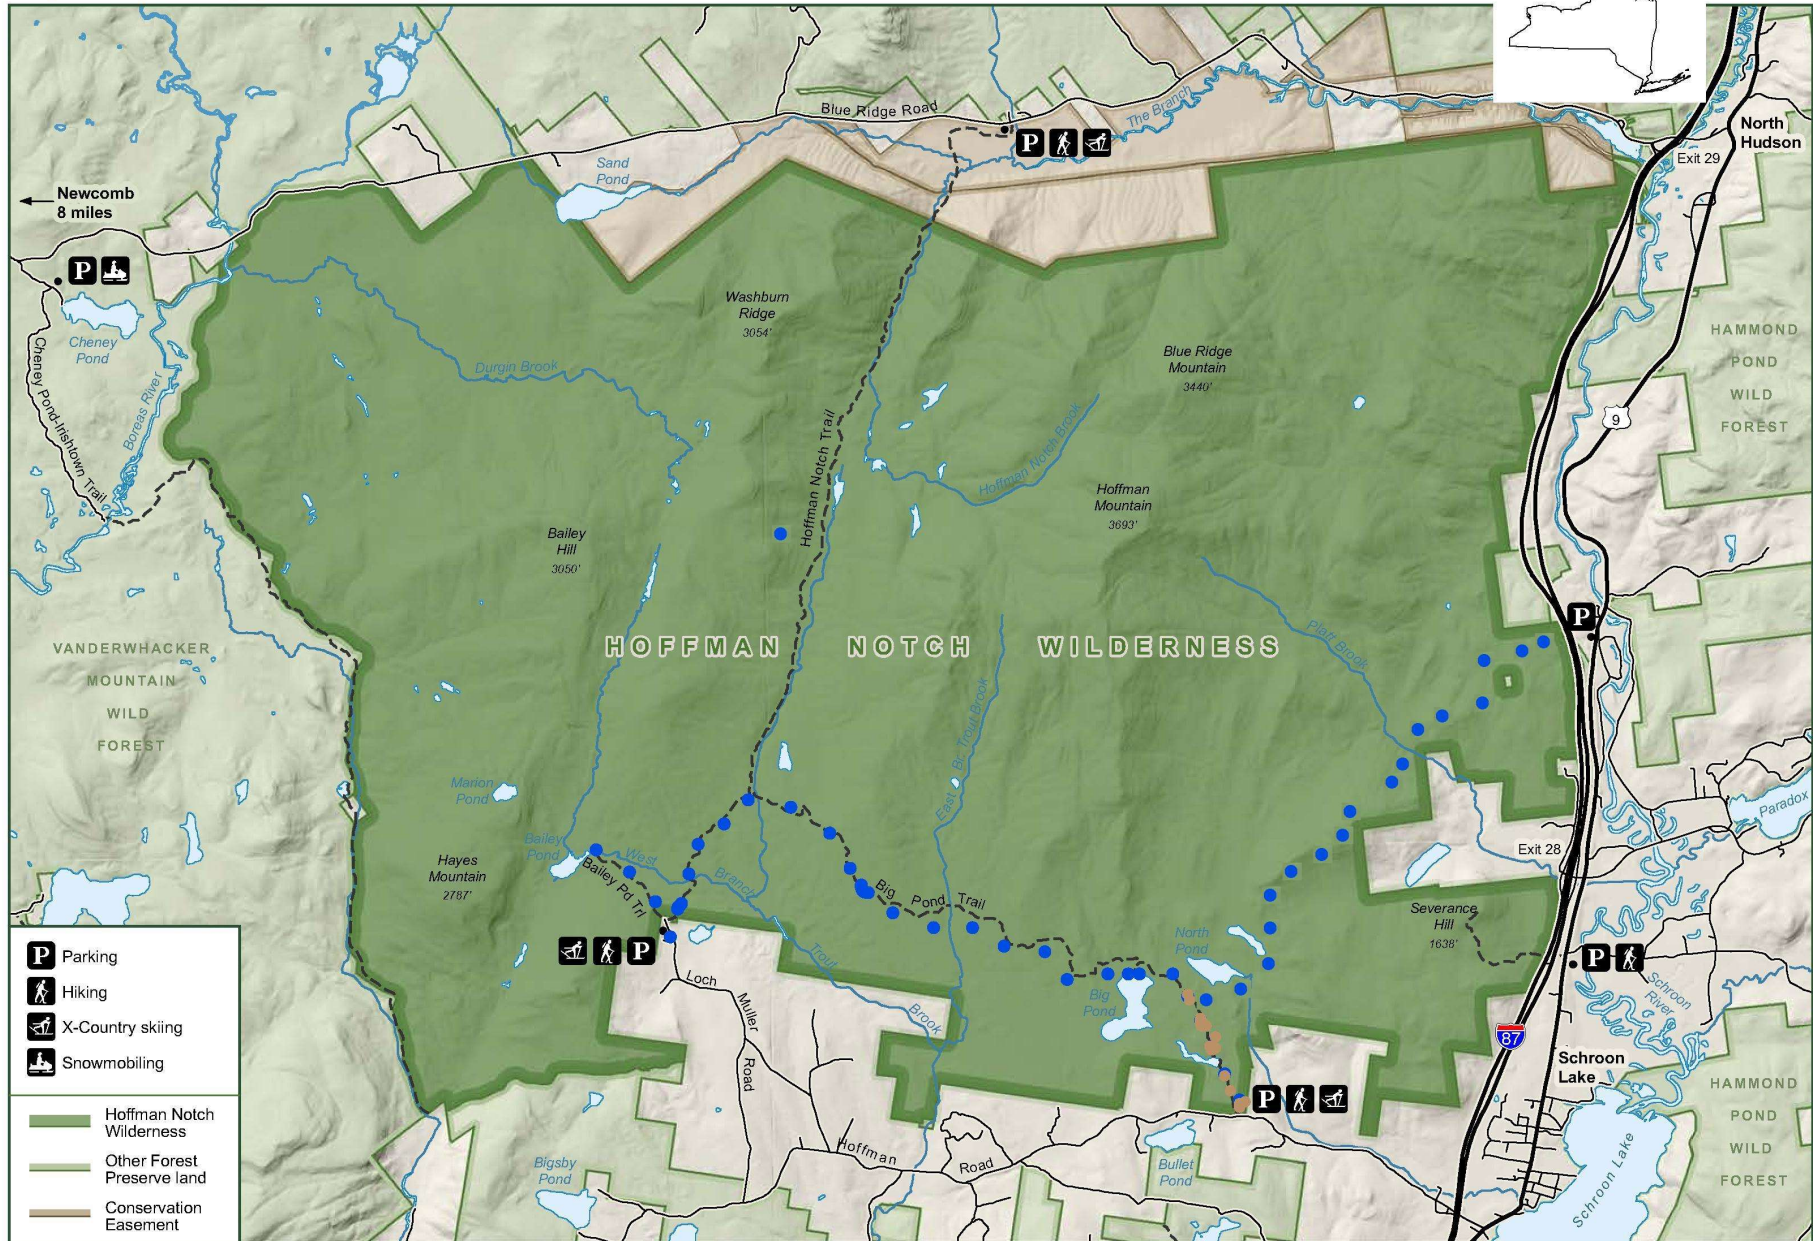 Blue Ridge Road
The Branch
North
Hudson
Exit 29
Sand
Pond
Newcomb
8 miles
P
P
Cheney
Pond
Washburn
Ridge
3054'
Blue Ridge
Mountain
3440'
HAMMOND
POND
WILD
FOREST
Durgin Brook
Cheney Pond-Irishtown Trail
Boreas River
Hoffman Notch Trail
Hoffman Notch Brook
9
Bailey
Hill
3050'
Hoffman
Mountain
3693'
P
VANDERWHACKER
MOUNTAIN
WILD
FOREST
HOFFMAN NOTCH WILDERNESS
Platt Brook
East Br. Trout Brook
Marion
Pond
Paradox
Bailey
Pond
West
Branch
Trout
Brook
Bailey Pd Trl
Hayes
Mountain
2787'
Big Pond Trail
Exit 28
Severance
Hill
1638'
North
Pond
P
P
Big
Pond
Schroon
River
Loch
Muller
Road
87
Schroon
Lake
P
Hoffman Road
Bigsby
Pond
Bullet
Pond
Schroon Lake
HAMMOND
POND
WILD
FOREST
P Parking
Hiking
X-Country skiing
Snowmobiling
Hoffman Notch
Wilderness
Other Forest
Preserve land
Conservation
Easement